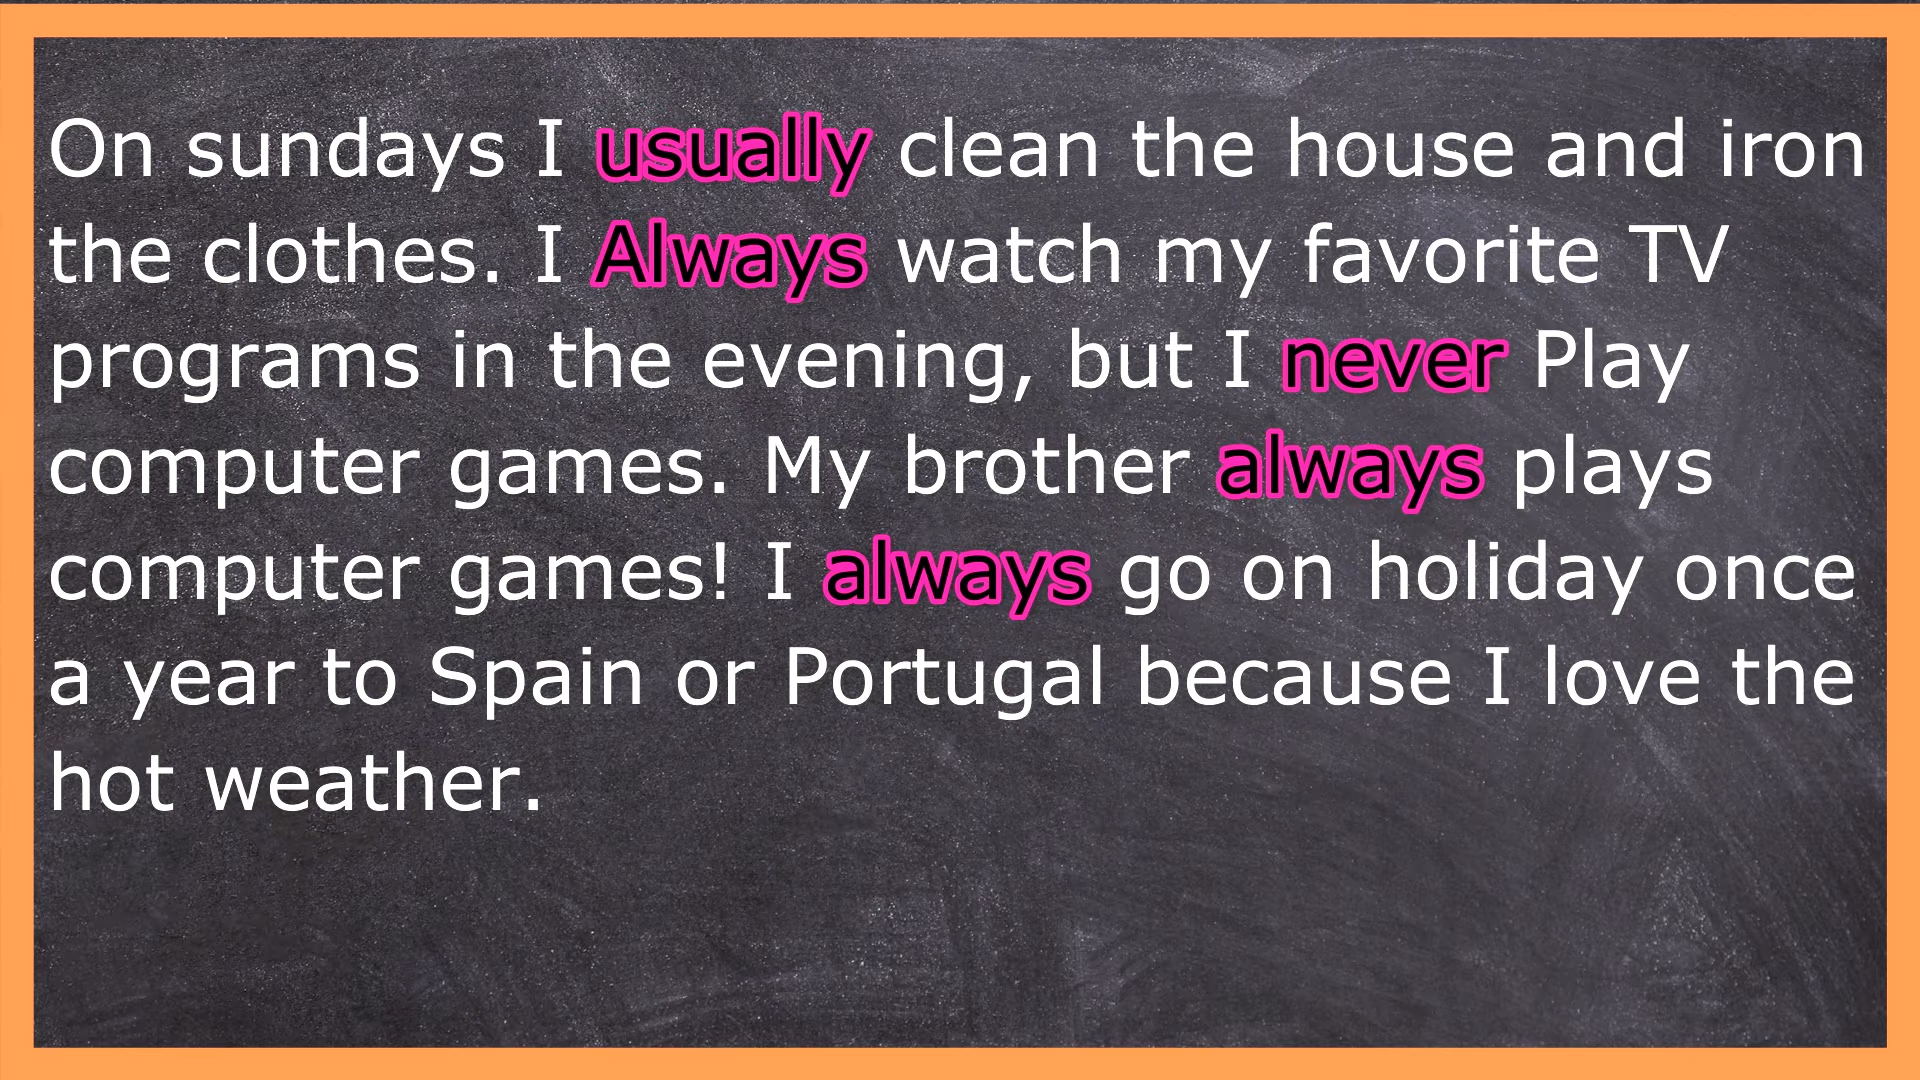 On sundays I usually clean the house and iron
the clothes. I Always watch my favorite TV
programs in the evening, but I never Play
computer games. My brother always plays
computer games! I always go on holiday once
a year to Spain or Portugal because I love the
hot weather.